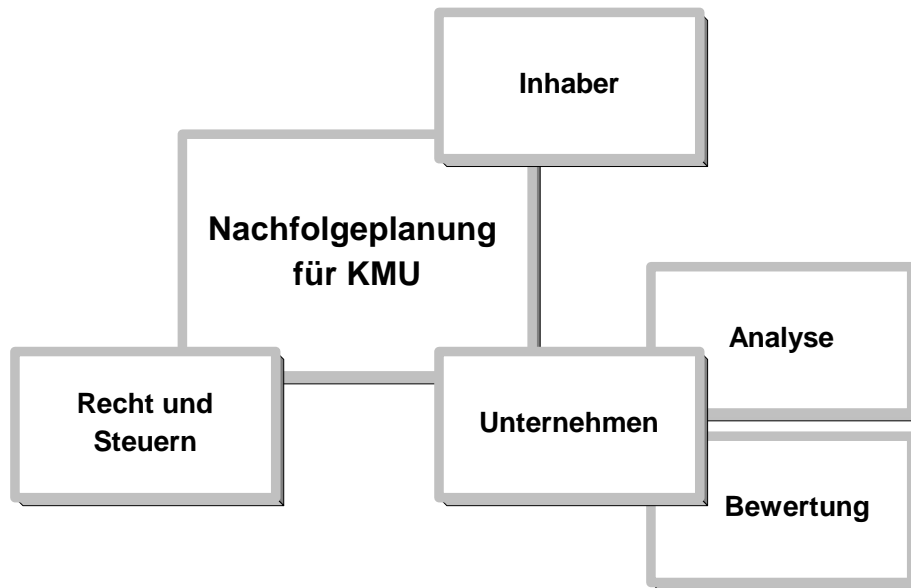 Inhaber
Nachfolgeplanung
für KMU
Analyse
Recht und
Steuern
Unternehmen
Bewertung